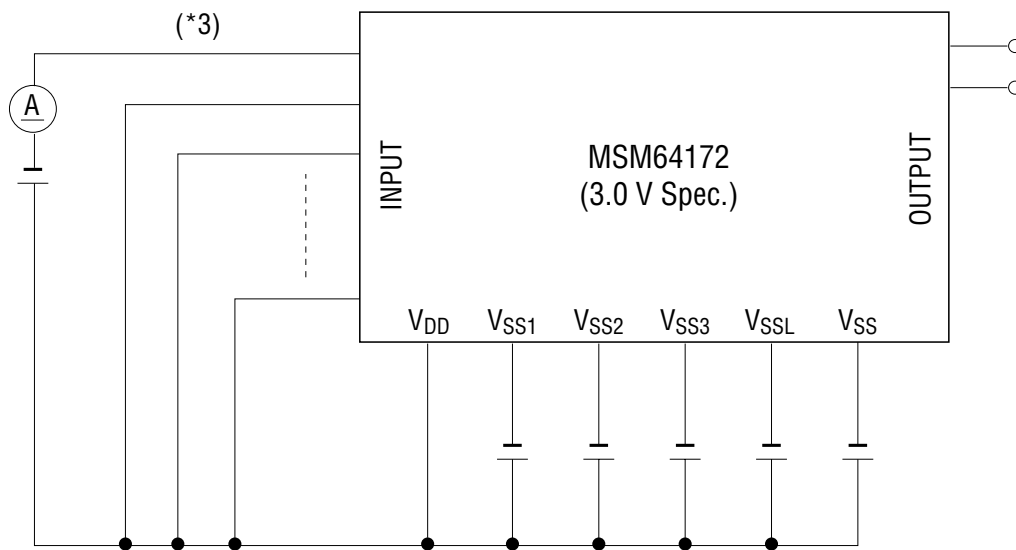 (*3)
A
INPUT
MSM64172
(3.0 V Spec.)
OUTPUT
VDD VSS1 VSS2 VSS3 VSSL VSS